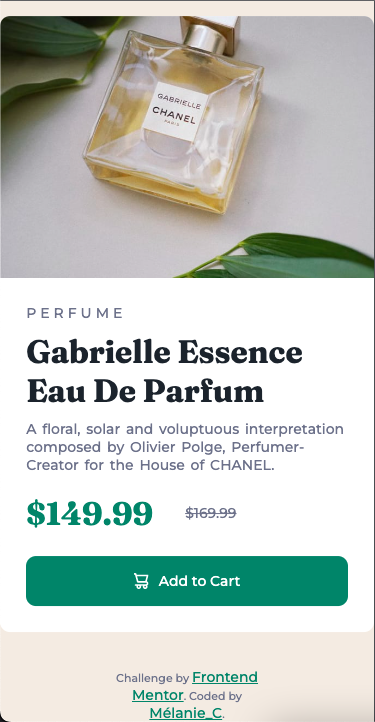 GABRIELLE
CHANEL
PARIS
PERFUME
Gabrielle Essence
Eau De Parfum
A floral, solar and voluptuous interpretation
composed by Olivier Polge, Perfumer-
Creator for the House of CHANEL.
$149.99 $169.99
Add to Cart
Challenge by Frontend
Mentor. Coded by
Mélanie_C.